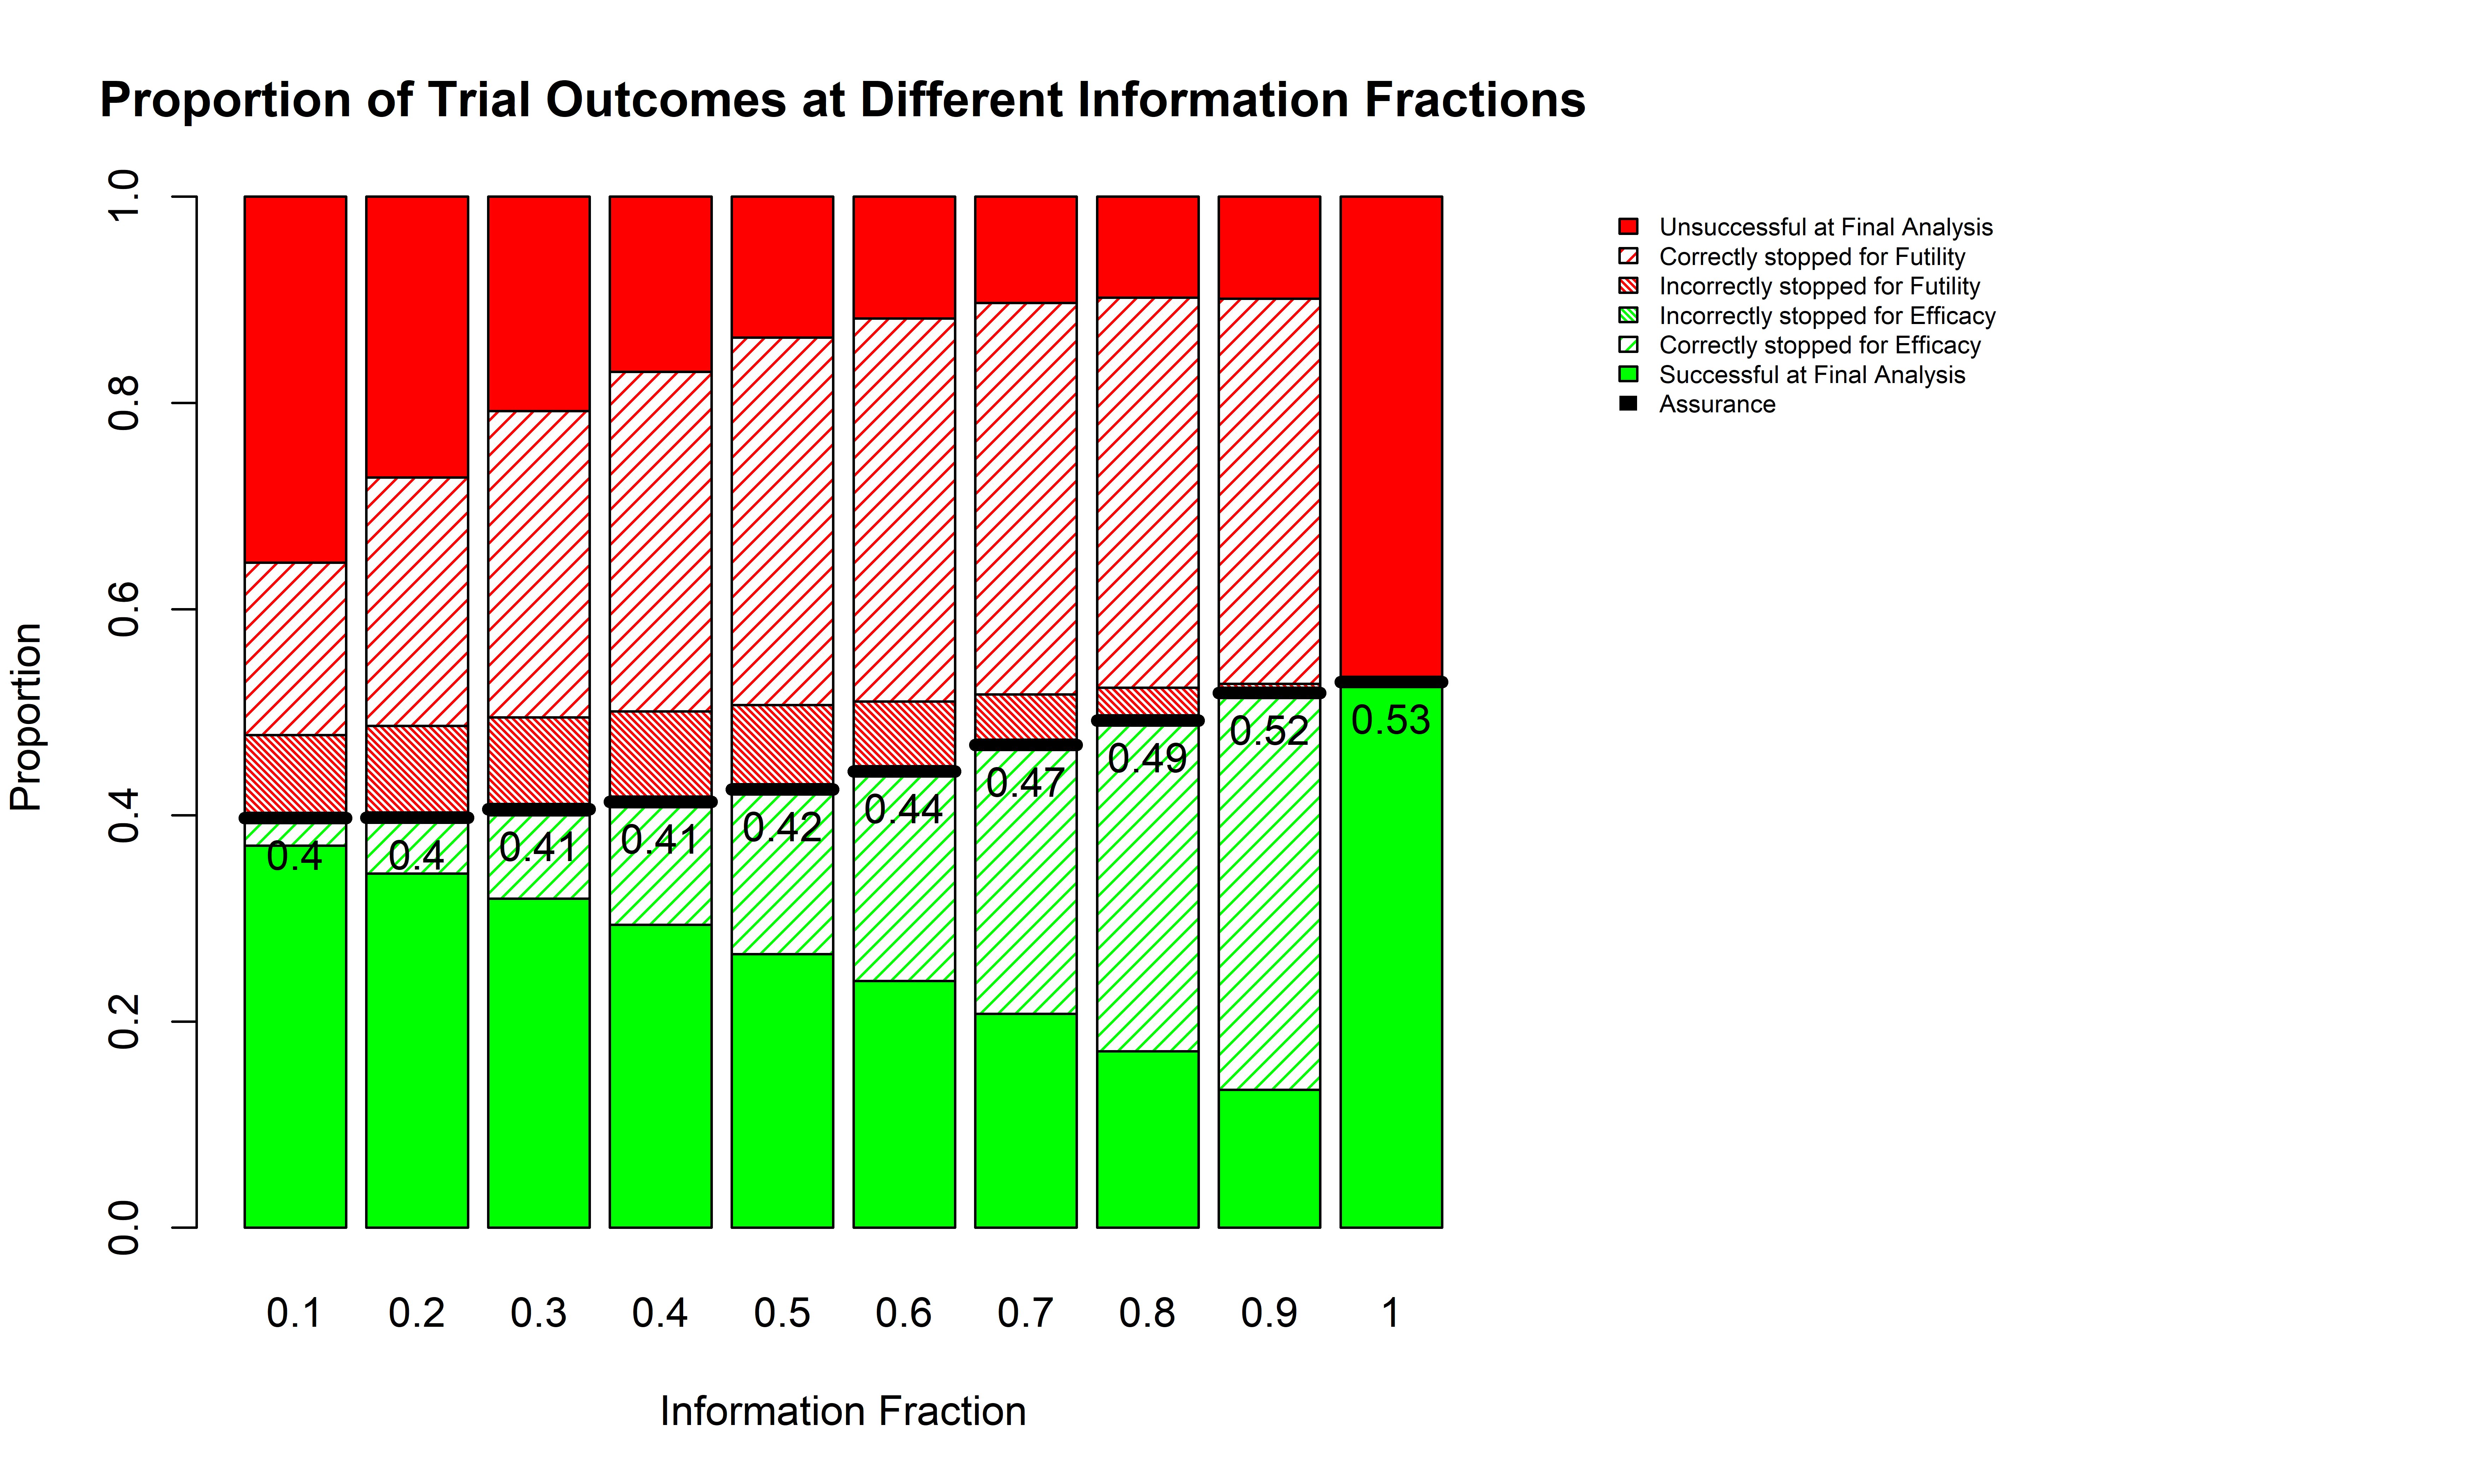 Proportion of Trial Outcomes at Different Information Fractions
Proportion
1.0
0.8
0.6
0.4
0.2
0.0
Unsuccessful at Final Analysis
Correctly stopped for Futility
Incorrectly stopped for Futility
Incorrectly stopped for Efficacy
Correctly stopped for Efficacy
Successful at Final Analysis
Assurance
0.4 0.4 0.41 0.41 0.42 0.44 0.47 0.49 0.52 0.53
0.1 0.2 0.3 0.4 0.5 0.6 0.7 0.8 0.9 1
Information Fraction